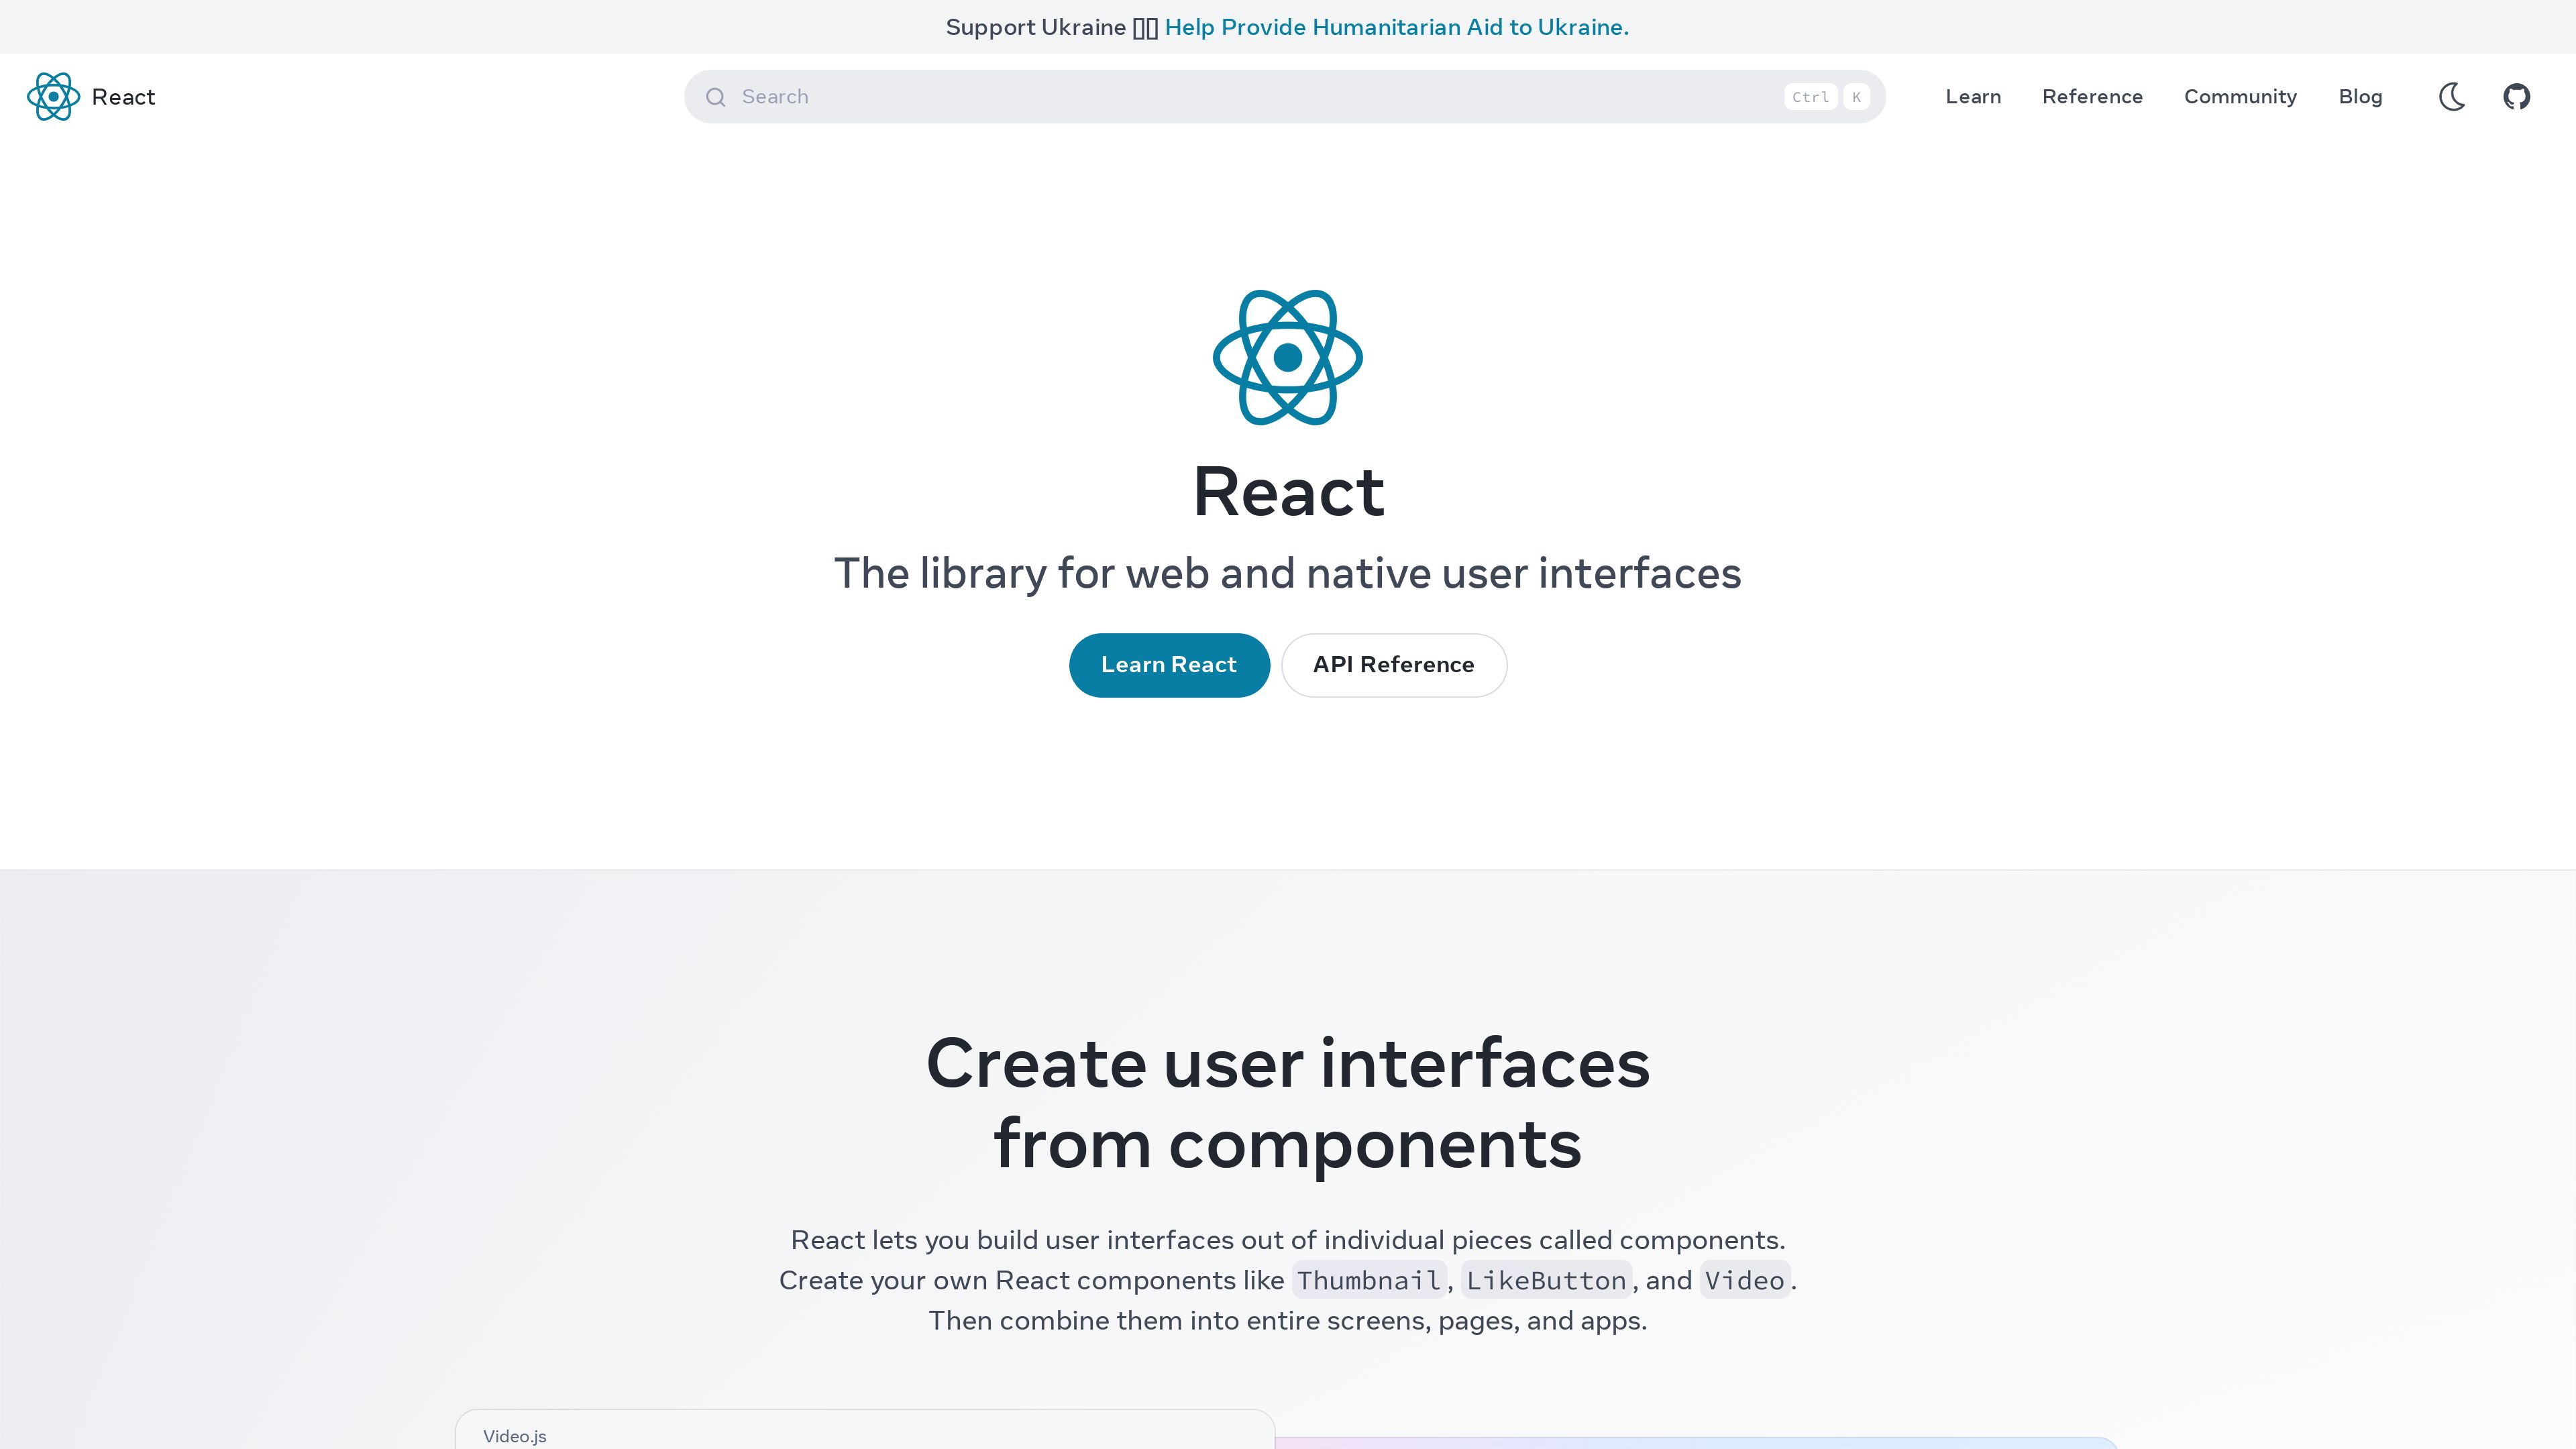 Support Ukraine Help Provide Humanitarian Aid to Ukraine.
React
Search
Ctrl K
Learn Reference Community Blog
React
The library for web and native user interfaces
Learn React
API Reference
Create user interfaces
from components
React lets you build user interfaces out of individual pieces called components.
Create your own React components like Thumbnail, LikeButton, and Video.
Then combine them into entire screens, pages, and apps.
Video.js